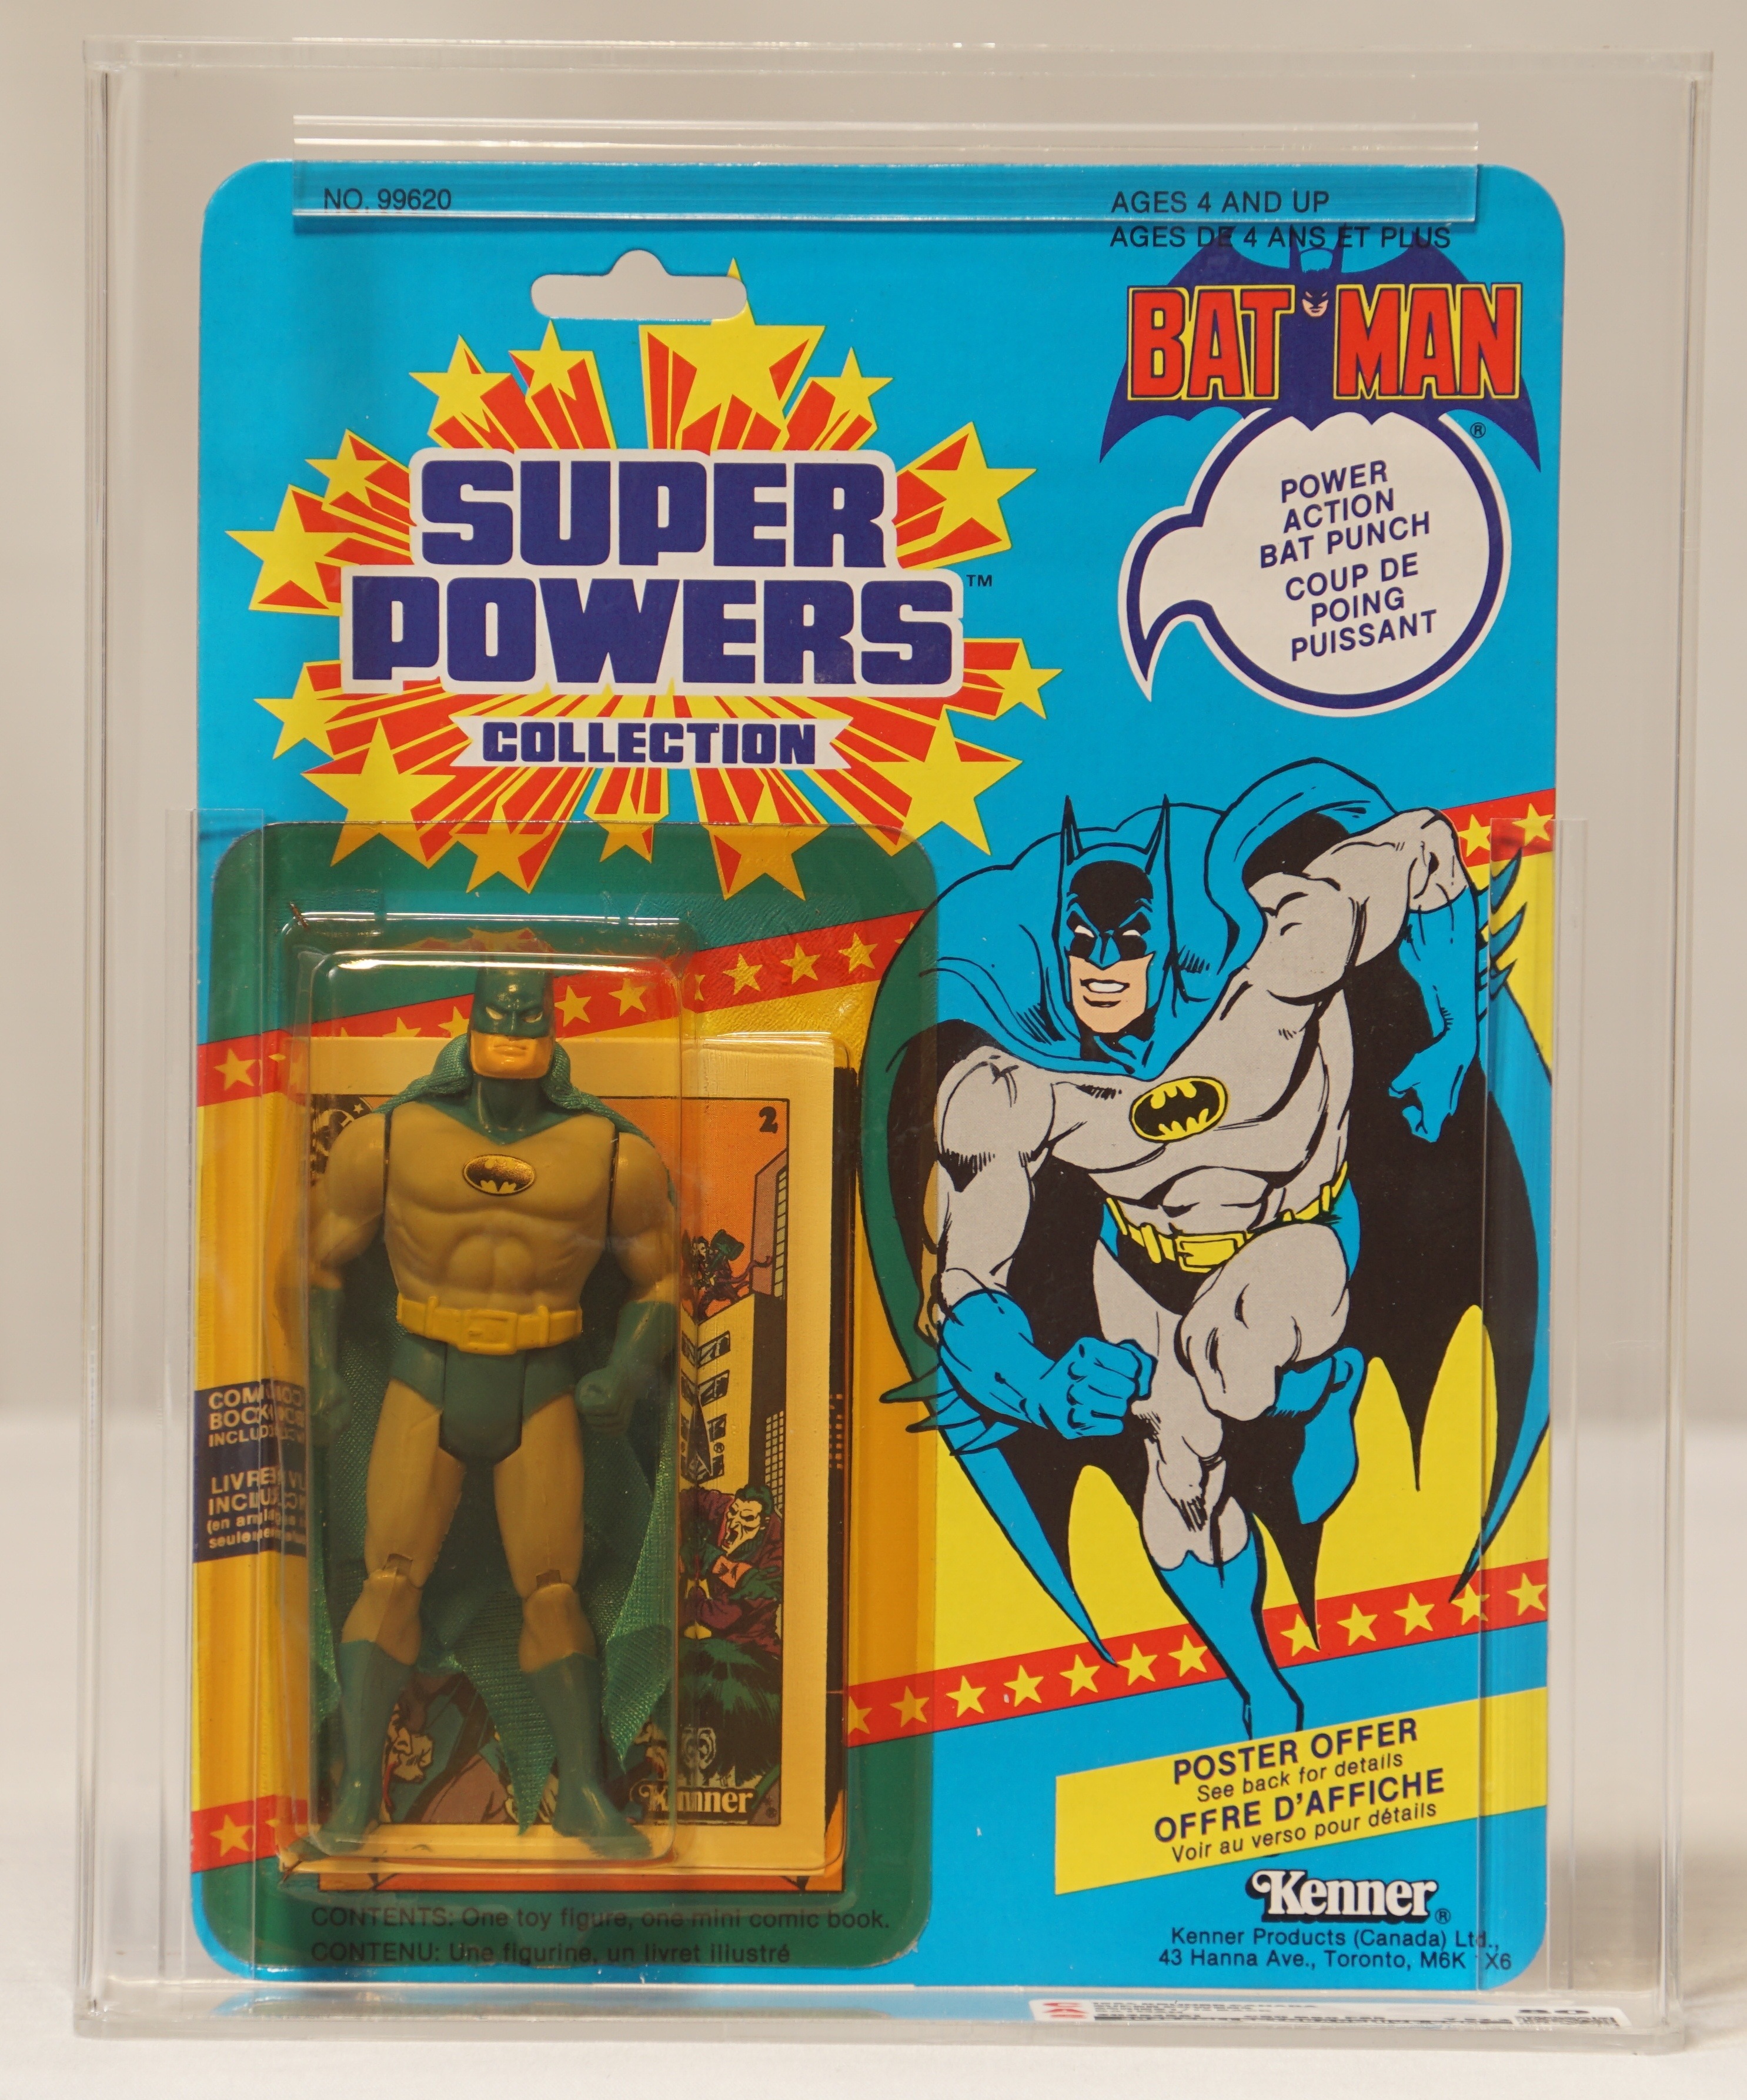 NO. 99620
AGES 4 AND UP
AGES DE 4 ANS ET PLUS
BATMAN
®
POWER
ACTION
BAT PUNCH
COUP DE
POING
PUISSANT
SUPER
POWERS™
COLLECTION
2
Kenner
POSTER OFFER
See back for details
OFFRE D'AFFICHE
Voir au verso pour détails
Kenner®
Kenner Products (Canada) Ltd.,
43 Hanna Ave., Toronto, M6K X6
CONTENTS: One toy figure, one mini comic book.
CONTENU: Une figurine, un livret illustré
80